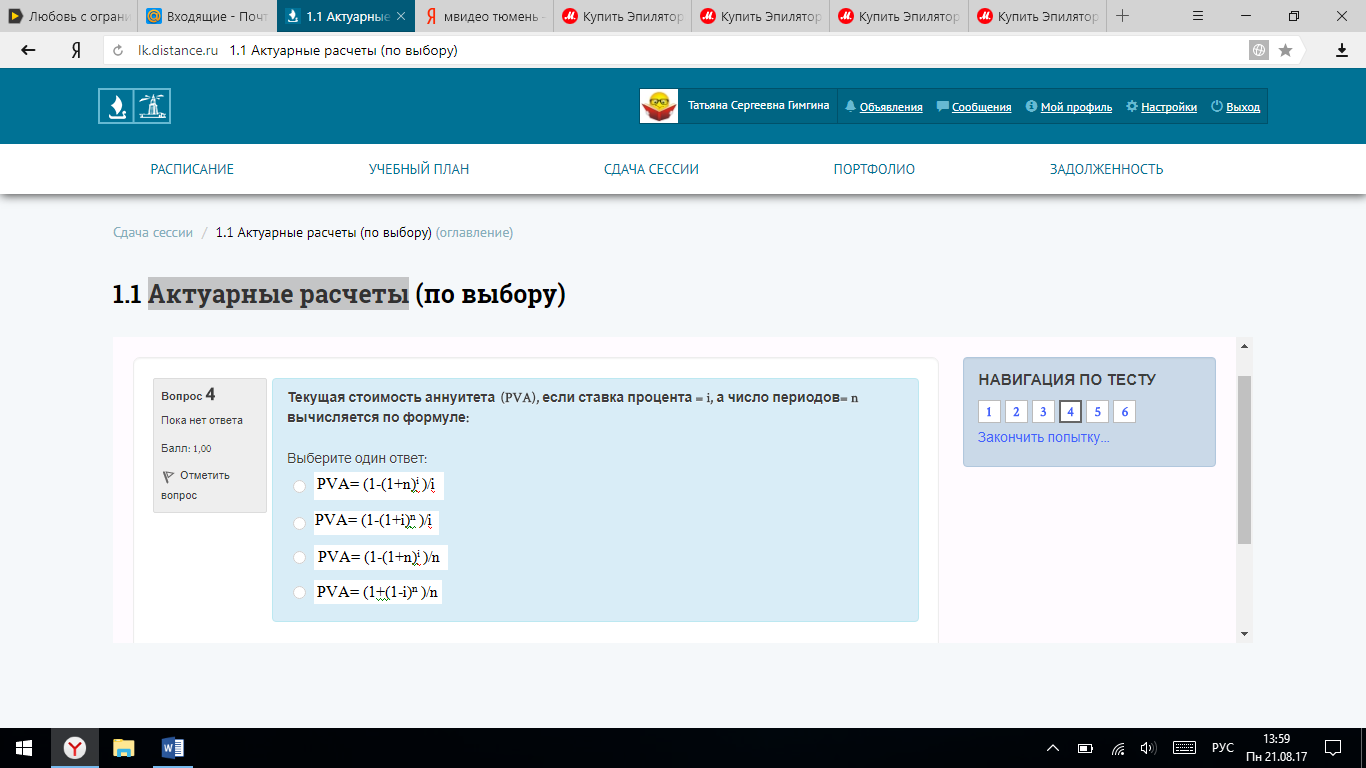 Любовь с ограни
Входящие - Почт
1.1 Актуарные
мвидео тюмень -
Купить Эпилятор
Купить Эпилятор
Купить Эпилятор
Купить Эпилятор
lk.distance.ru 1.1 Актуарные расчеты (по выбору)
Татьяна Сергеевна Гимгина
Объявления
Сообщения
Мой профиль
Настройки
Выход
РАСПИСАНИЕ
УЧЕБНЫЙ ПЛАН
СДАЧА СЕССИИ
ПОРТФОЛИО
ЗАДОЛЖЕННОСТЬ
Сдача сессии / 1.1 Актуарные расчеты (по выбору) (оглавление)
1.1 Актуарные расчеты (по выбору)
Вопрос 4
Пока нет ответа
Балл: 1,00
Отметить
вопрос
Текущая стоимость аннуитета (PVA), если ставка процента = i, а число периодов= n
вычисляется по формуле:
Выберите один ответ:
PVA= (1-(1+n)ⁱ )/i
PVA= (1-(1+i)ⁿ )/i
PVA= (1-(1+n)ⁱ )/n
PVA= (1+(1-i)ⁿ )/n
НАВИГАЦИЯ ПО ТЕСТУ
1 2 3 4 5 6
Закончить попытку...
РУС
13:59
Пн 21.08.17